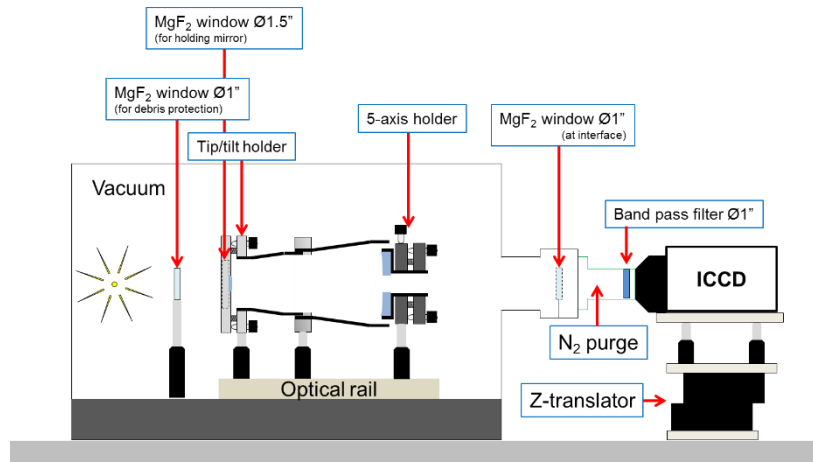 MgF₂ window Ø1.5”
(for holding mirror)
MgF₂ window Ø1”
(for debris protection)
Tip/tilt holder
5-axis holder
MgF₂ window Ø1”
(at interface)
Band pass filter Ø1”
Vacuum
ICCD
N₂ purge
Optical rail
Z-translator